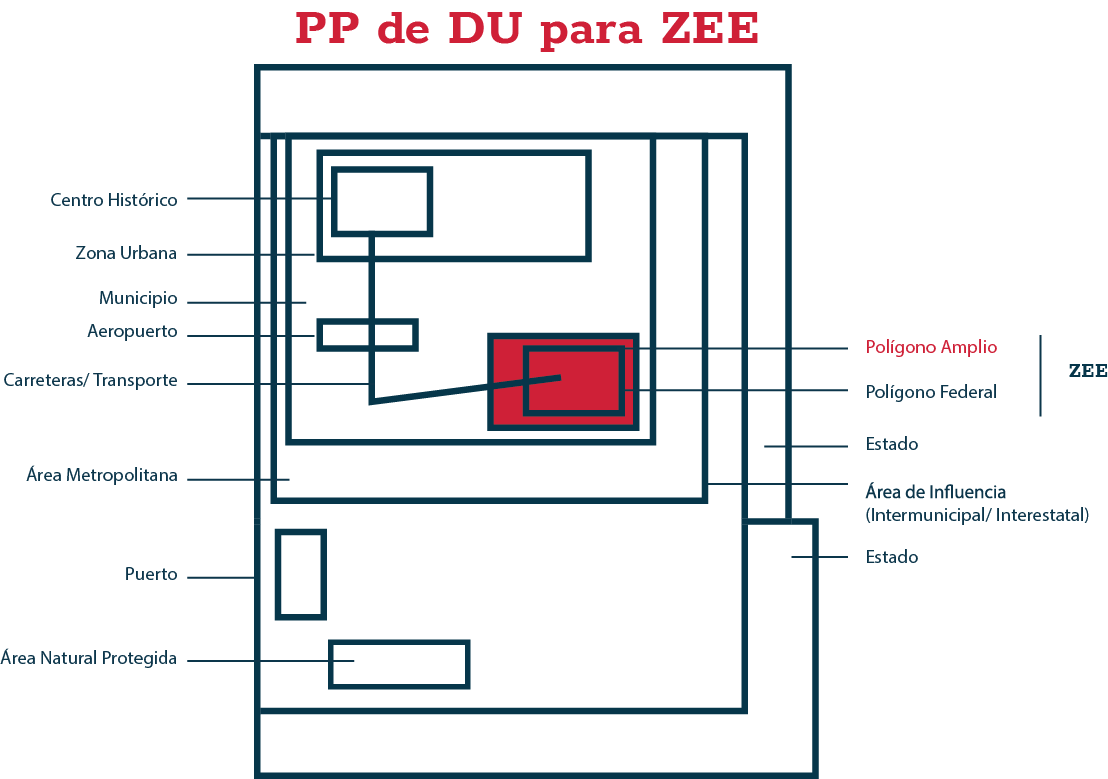 PP de DU para ZEE
Centro Histórico
Zona Urbana
Municipio
Aeropuerto
Carreteras/ Transporte
Área Metropolitana
Puerto
Área Natural Protegida
Polígono Amplio
Polígono Federal
ZEE
Estado
Área de Influencia
(Intermunicipal/ Interestatal)
Estado